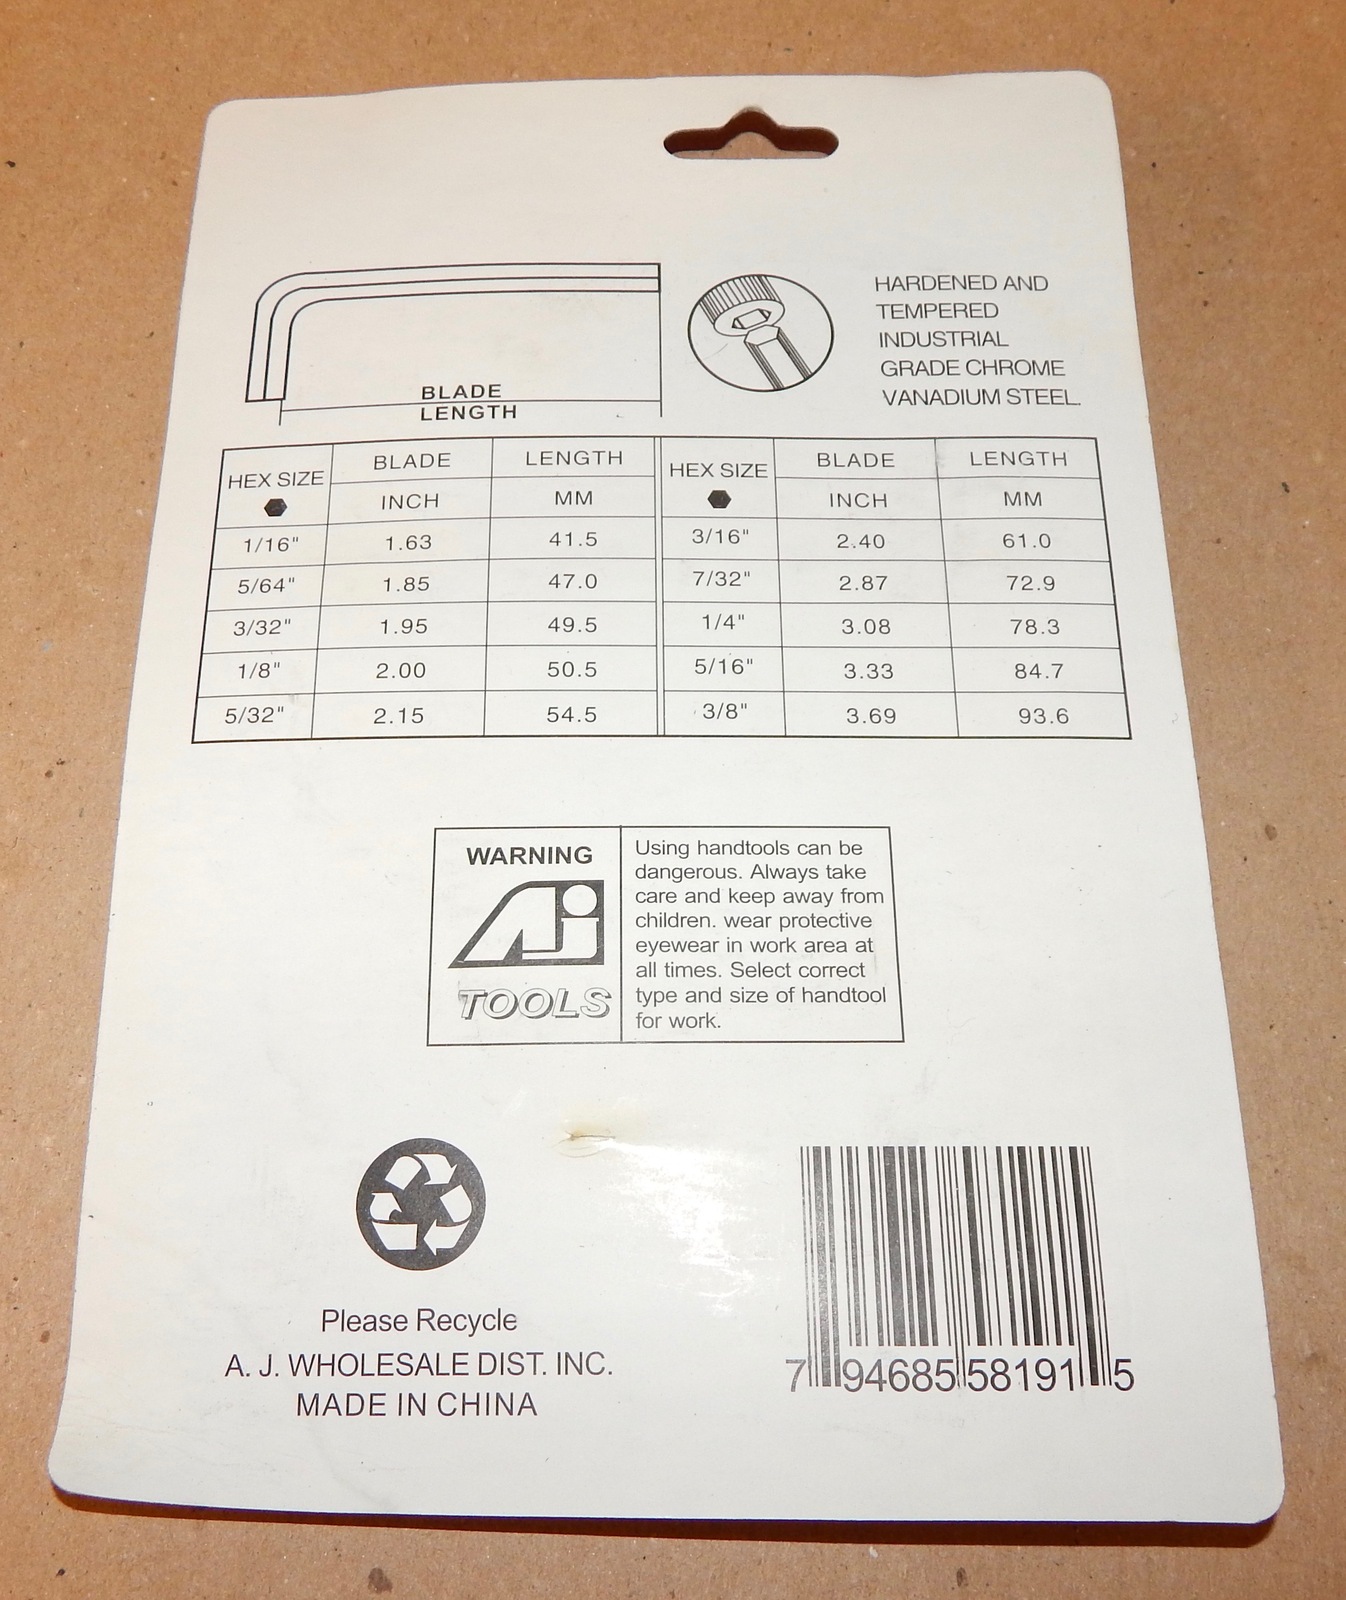 HARDENED AND
TEMPERED
INDUSTRIAL
GRADE CHROME
VANADIUM STEEL.
BLADE
LENGTH
HEX SIZE BLADE LENGTH HEX SIZE BLADE LENGTH
INCH MM INCH MM
1/16" 1.63 41.5 3/16" 2.40 61.0
5/64" 1.85 47.0 7/32" 2.87 72.9
3/32" 1.95 49.5 1/4" 3.08 78.3
1/8" 2.00 50.5 5/16" 3.33 84.7
5/32" 2.15 54.5 3/8" 3.69 93.6
WARNING
AJ
TOOLS
Using handtools can be
dangerous. Always take
care and keep away from
children. wear protective
eyewear in work area at
all times. Select correct
type and size of handtool
for work.
Please Recycle
A. J. WHOLESALE DIST. INC.
MADE IN CHINA
7 94685 58191 5